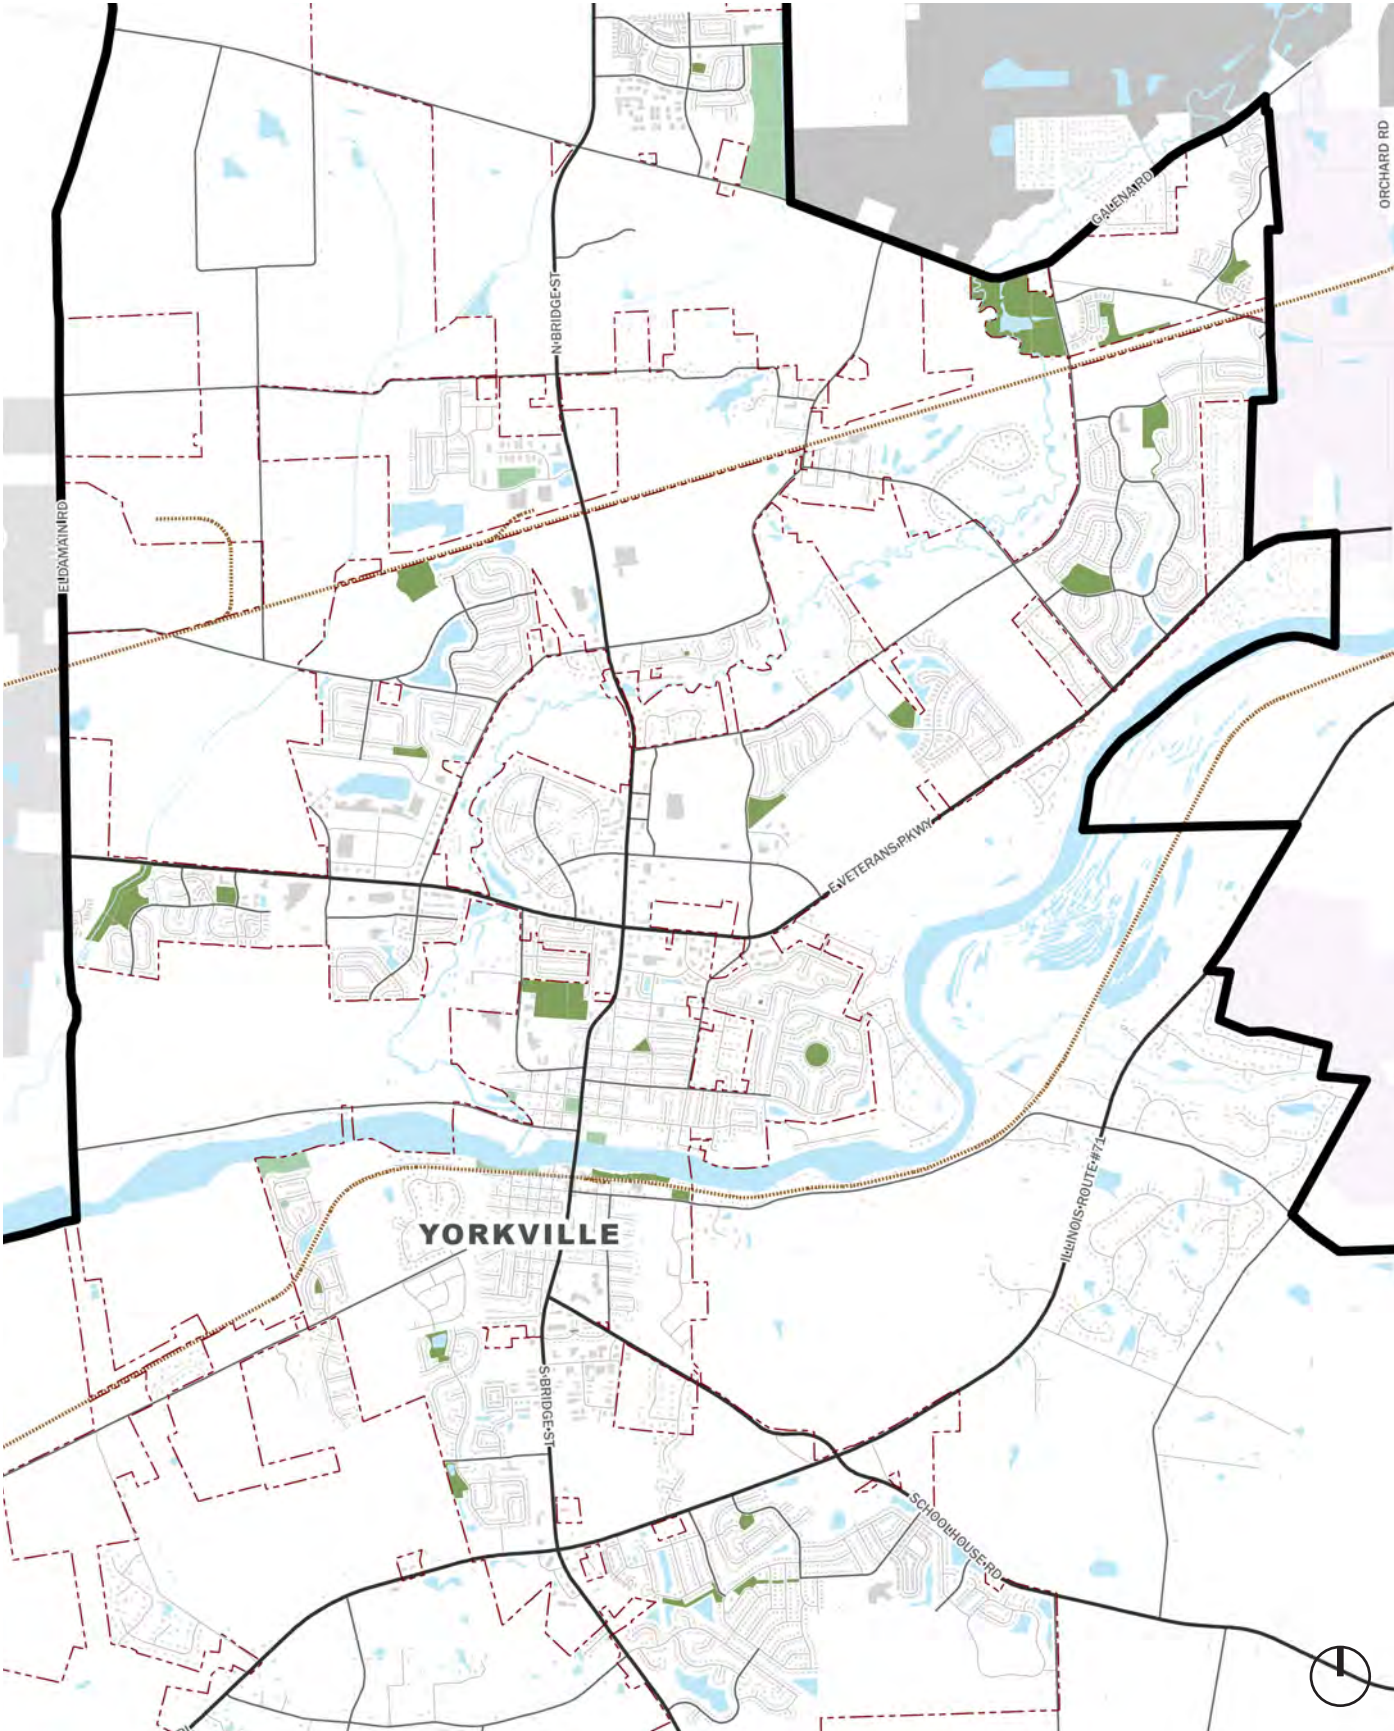 ORCHARD RD
GALENA RD
N BRIDGE ST
ELDAMAIN RD
E VETERANS PKWY
ILLINOIS ROUTE #71
YORKVILLE
S BRIDGE ST
SCHOOLHOUSE RD